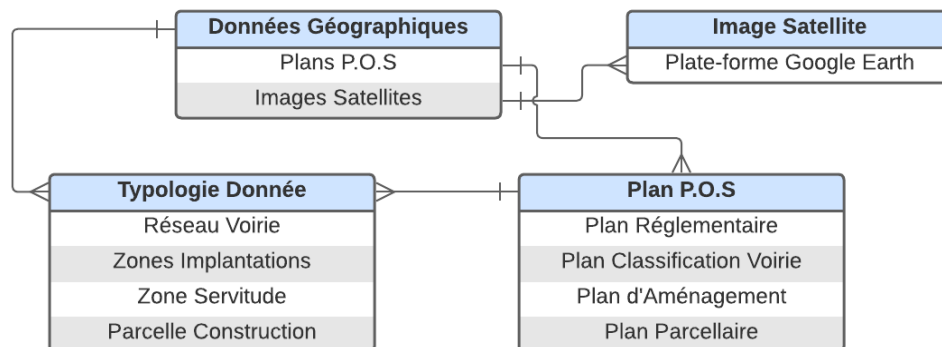 Données Géographiques
Plans P.O.S
Images Satellites
Image Satellite
Plate-forme Google Earth
Typologie Donnée
Réseau Voirie
Zones Implantations
Zone Servitude
Parcelle Construction
Plan P.O.S
Plan Réglementaire
Plan Classification Voirie
Plan d'Aménagement
Plan Parcellaire